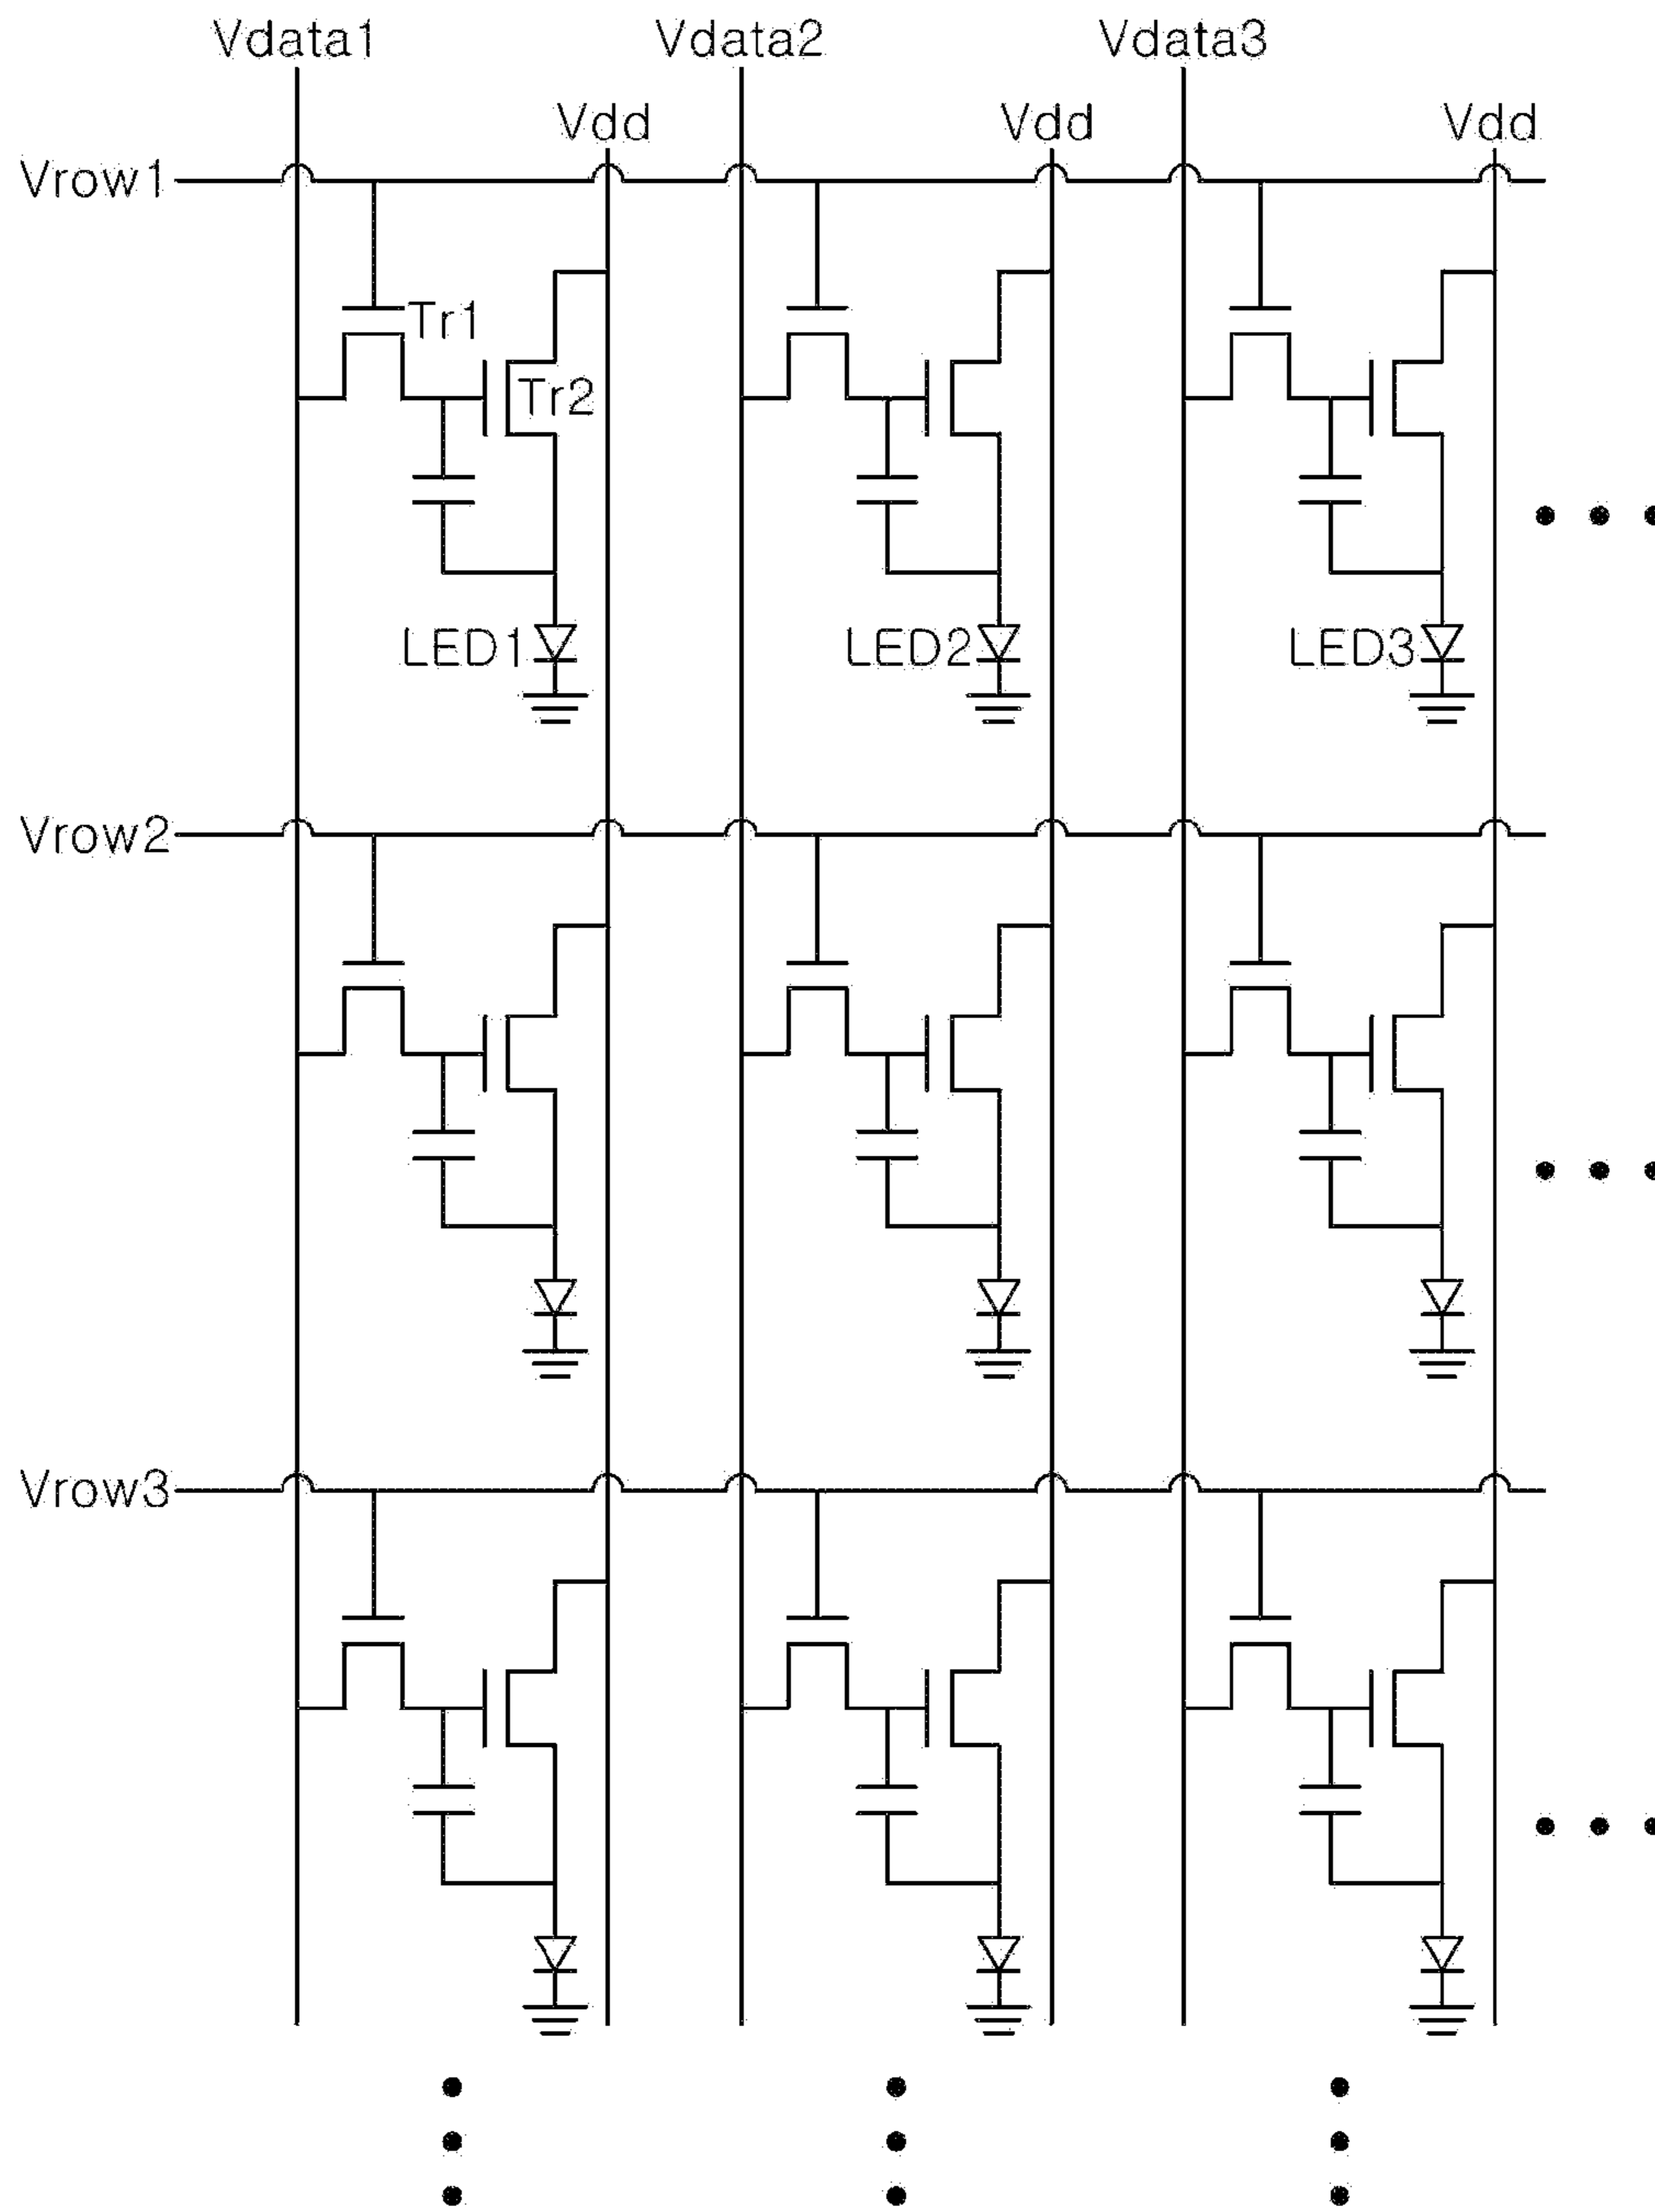 Vdata1 Vdata2 Vdata3
Vdd Vdd Vdd
Vrow1
Tr1
Tr2
LED1 LED2 LED3
Vrow2
Vrow3